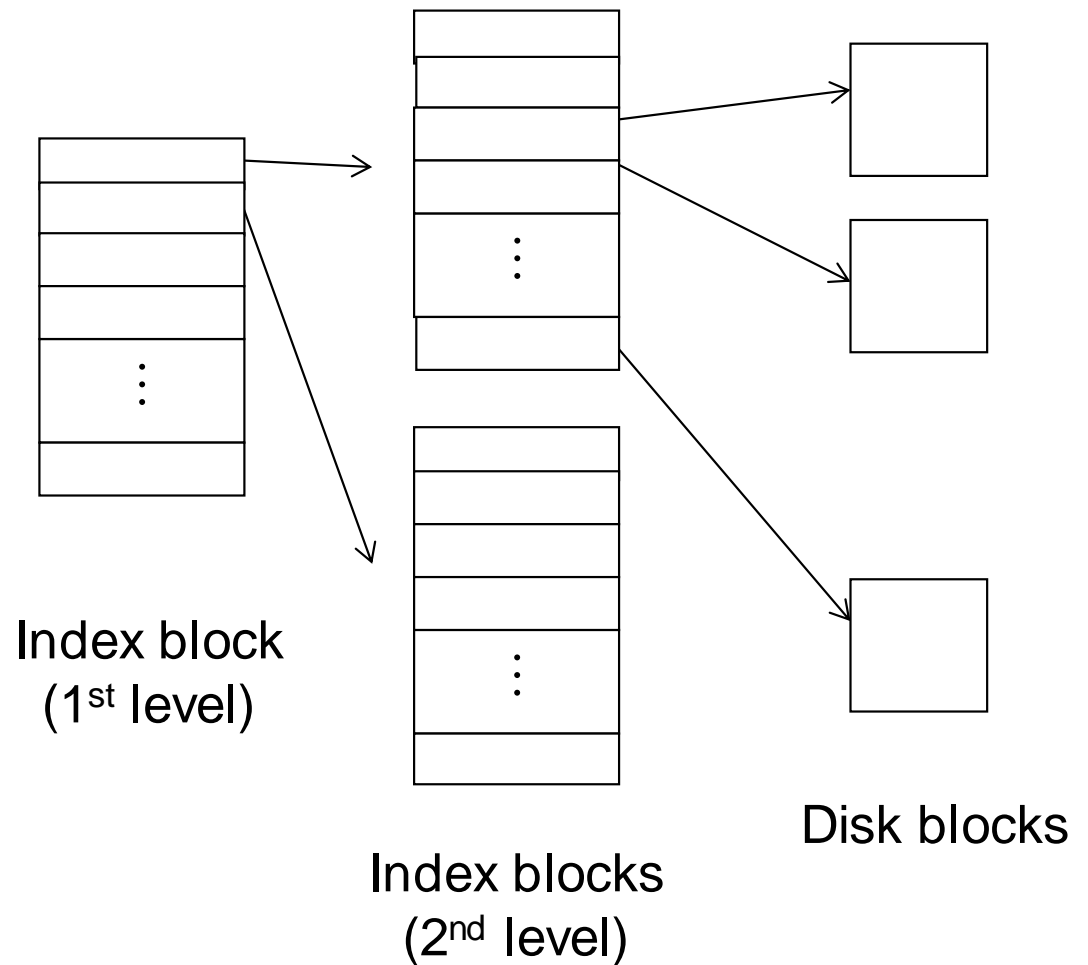 ⋮
⋮
⋮
Index block
(1st level)
Index blocks
(2nd level)
Disk blocks